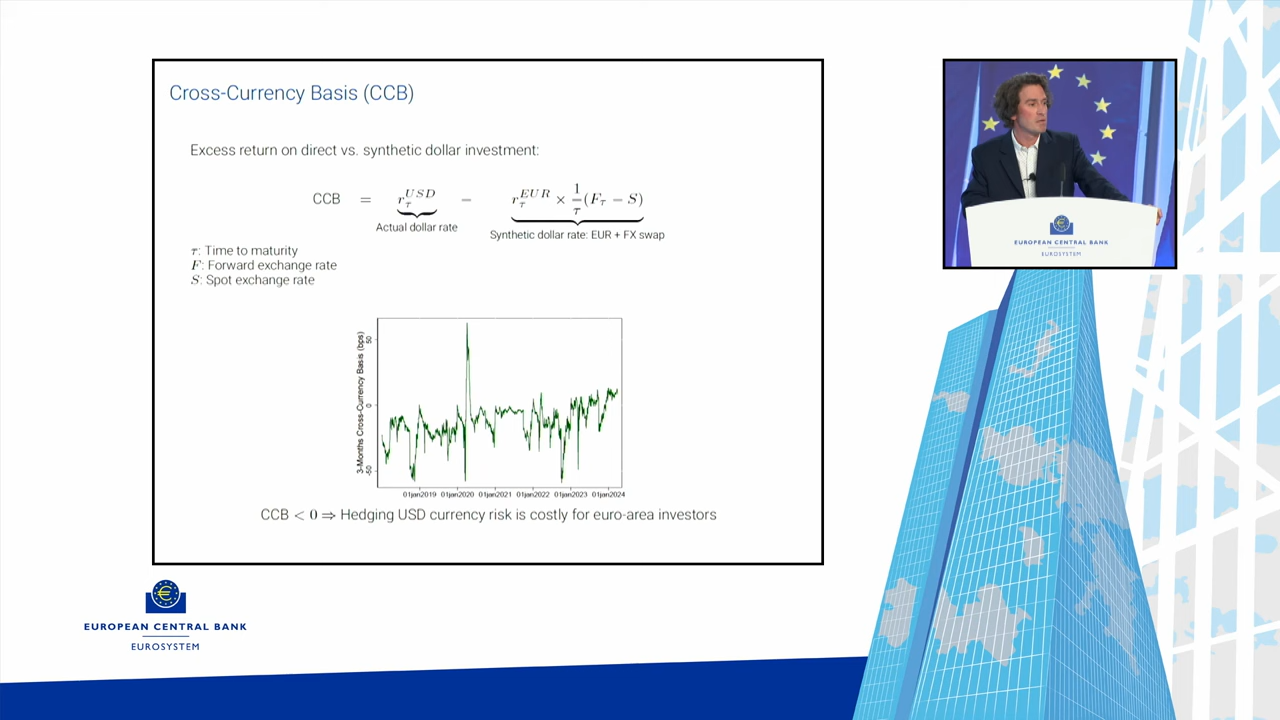 Cross-Currency Basis (CCB)
Excess return on direct vs. synthetic dollar investment:
CCB = r_τ^{USD} − r_τ^{EUR} × 1/τ (F_τ − S)
Actual dollar rate
Synthetic dollar rate: EUR + FX swap
τ: Time to maturity
F: Forward exchange rate
S: Spot exchange rate
3-Months Cross-Currency Basis (bps)
50
0
-50
01jan2019 01jan2020 01jan2021 01jan2022 01jan2023 01jan2024
CCB < 0 ⇒ Hedging USD currency risk is costly for euro-area investors
EUROPEAN CENTRAL BANK
EUROSYSTEM
EUROPEAN CENTRAL BANK
EUROSYSTEM